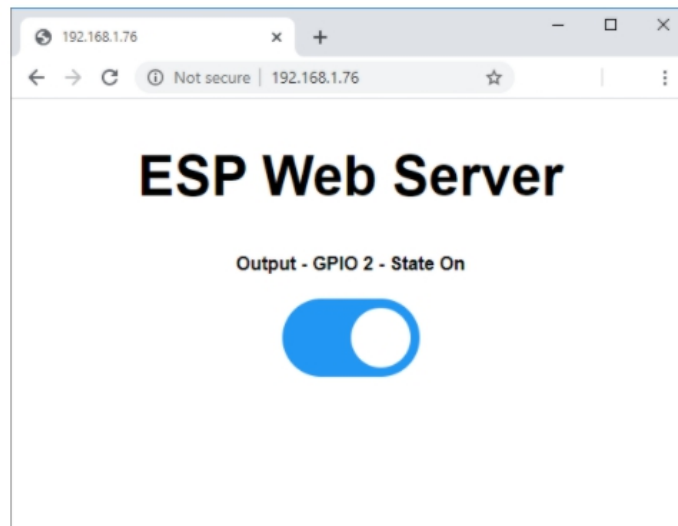 192.168.1.76
Not secure | 192.168.1.76
ESP Web Server
Output - GPIO 2 - State On